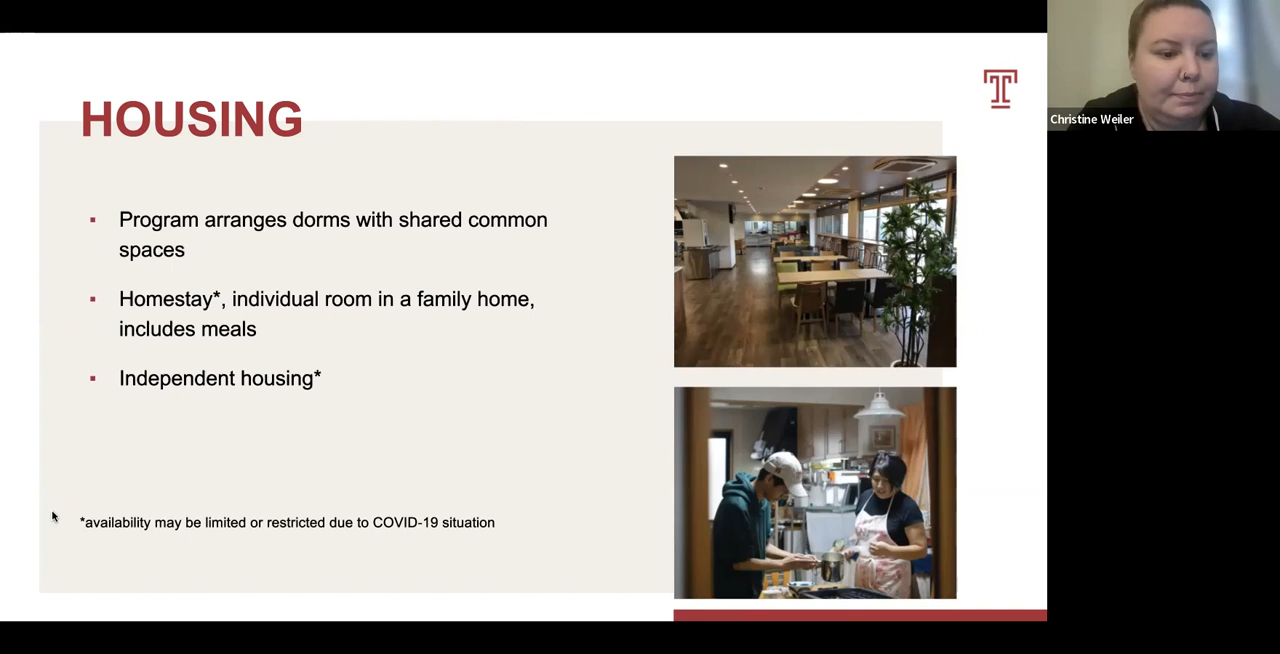 HOUSING
▪ Program arranges dorms with shared common
spaces
▪ Homestay*, individual room in a family home,
includes meals
▪ Independent housing*
*availability may be limited or restricted due to COVID-19 situation
T
Christine Weiler